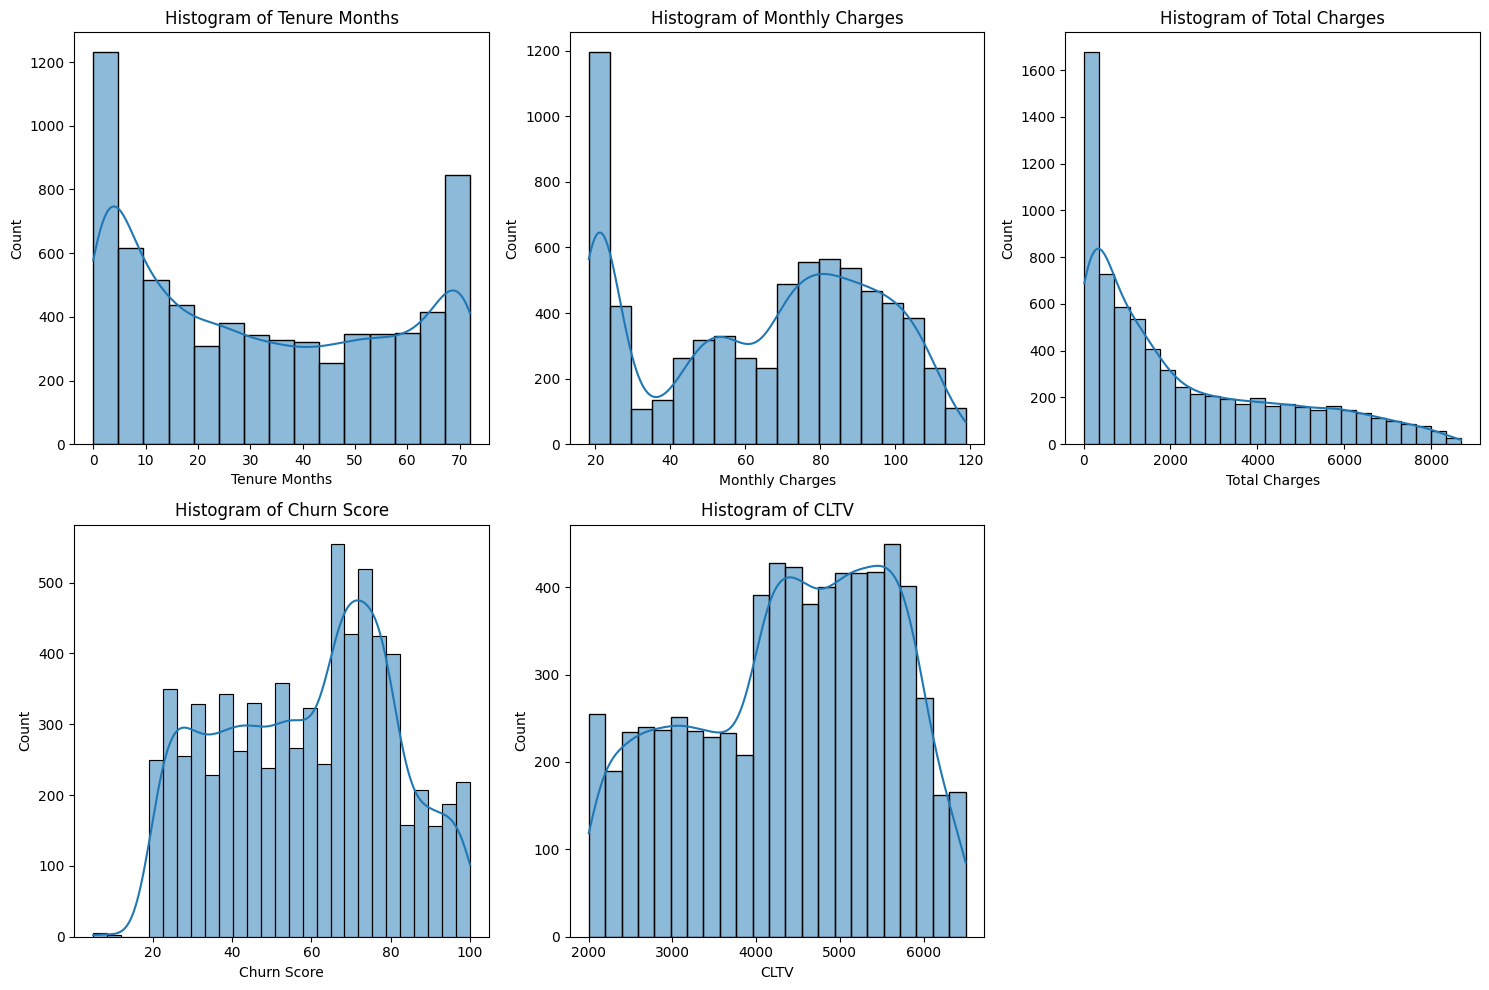 Histogram of Tenure Months
1200
1000
800
600
400
200
0
Count
0 10 20 30 40 50 60 70
Tenure Months
Histogram of Monthly Charges
1200
1000
800
600
400
200
0
Count
20 40 60 80 100 120
Monthly Charges
Histogram of Total Charges
1600
1400
1200
1000
800
600
400
200
0
Count
0 2000 4000 6000 8000
Total Charges
Histogram of Churn Score
500
400
300
200
100
0
Count
20 40 60 80 100
Churn Score
Histogram of CLTV
400
300
200
100
0
Count
2000 3000 4000 5000 6000
CLTV